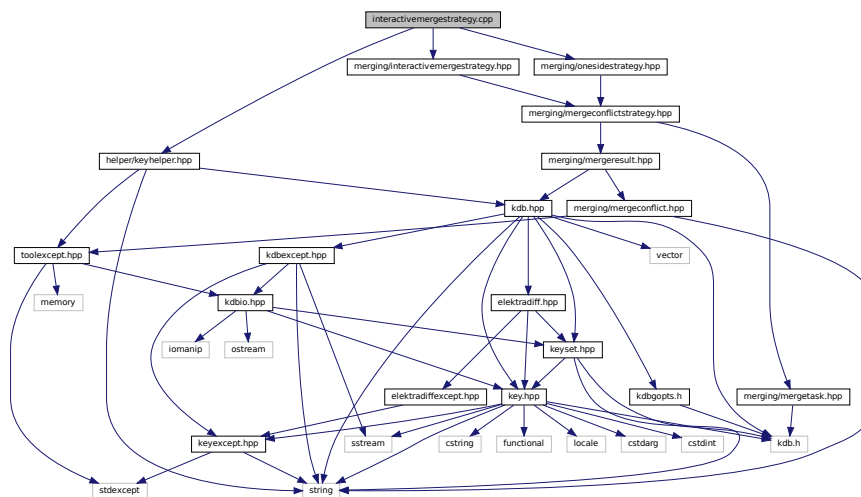 interactivemergestrategy.cpp
merging/interactivemergestrategy.hpp
merging/onesidestrategy.hpp
merging/mergeconflictstrategy.hpp
helper/keyhelper.hpp
merging/mergeresult.hpp
kdb.hpp
merging/mergeconflict.hpp
toolexcept.hpp
kdbexcept.hpp
vector
memory
kdbio.hpp
elektradiff.hpp
iomanip
ostream
keyset.hpp
elektradiffexcept.hpp
key.hpp
kdbgopts.h
merging/mergetask.hpp
keyexcept.hpp
sstream
cstring
functional
locale
cstdarg
cstdint
kdb.h
stdexcept
string